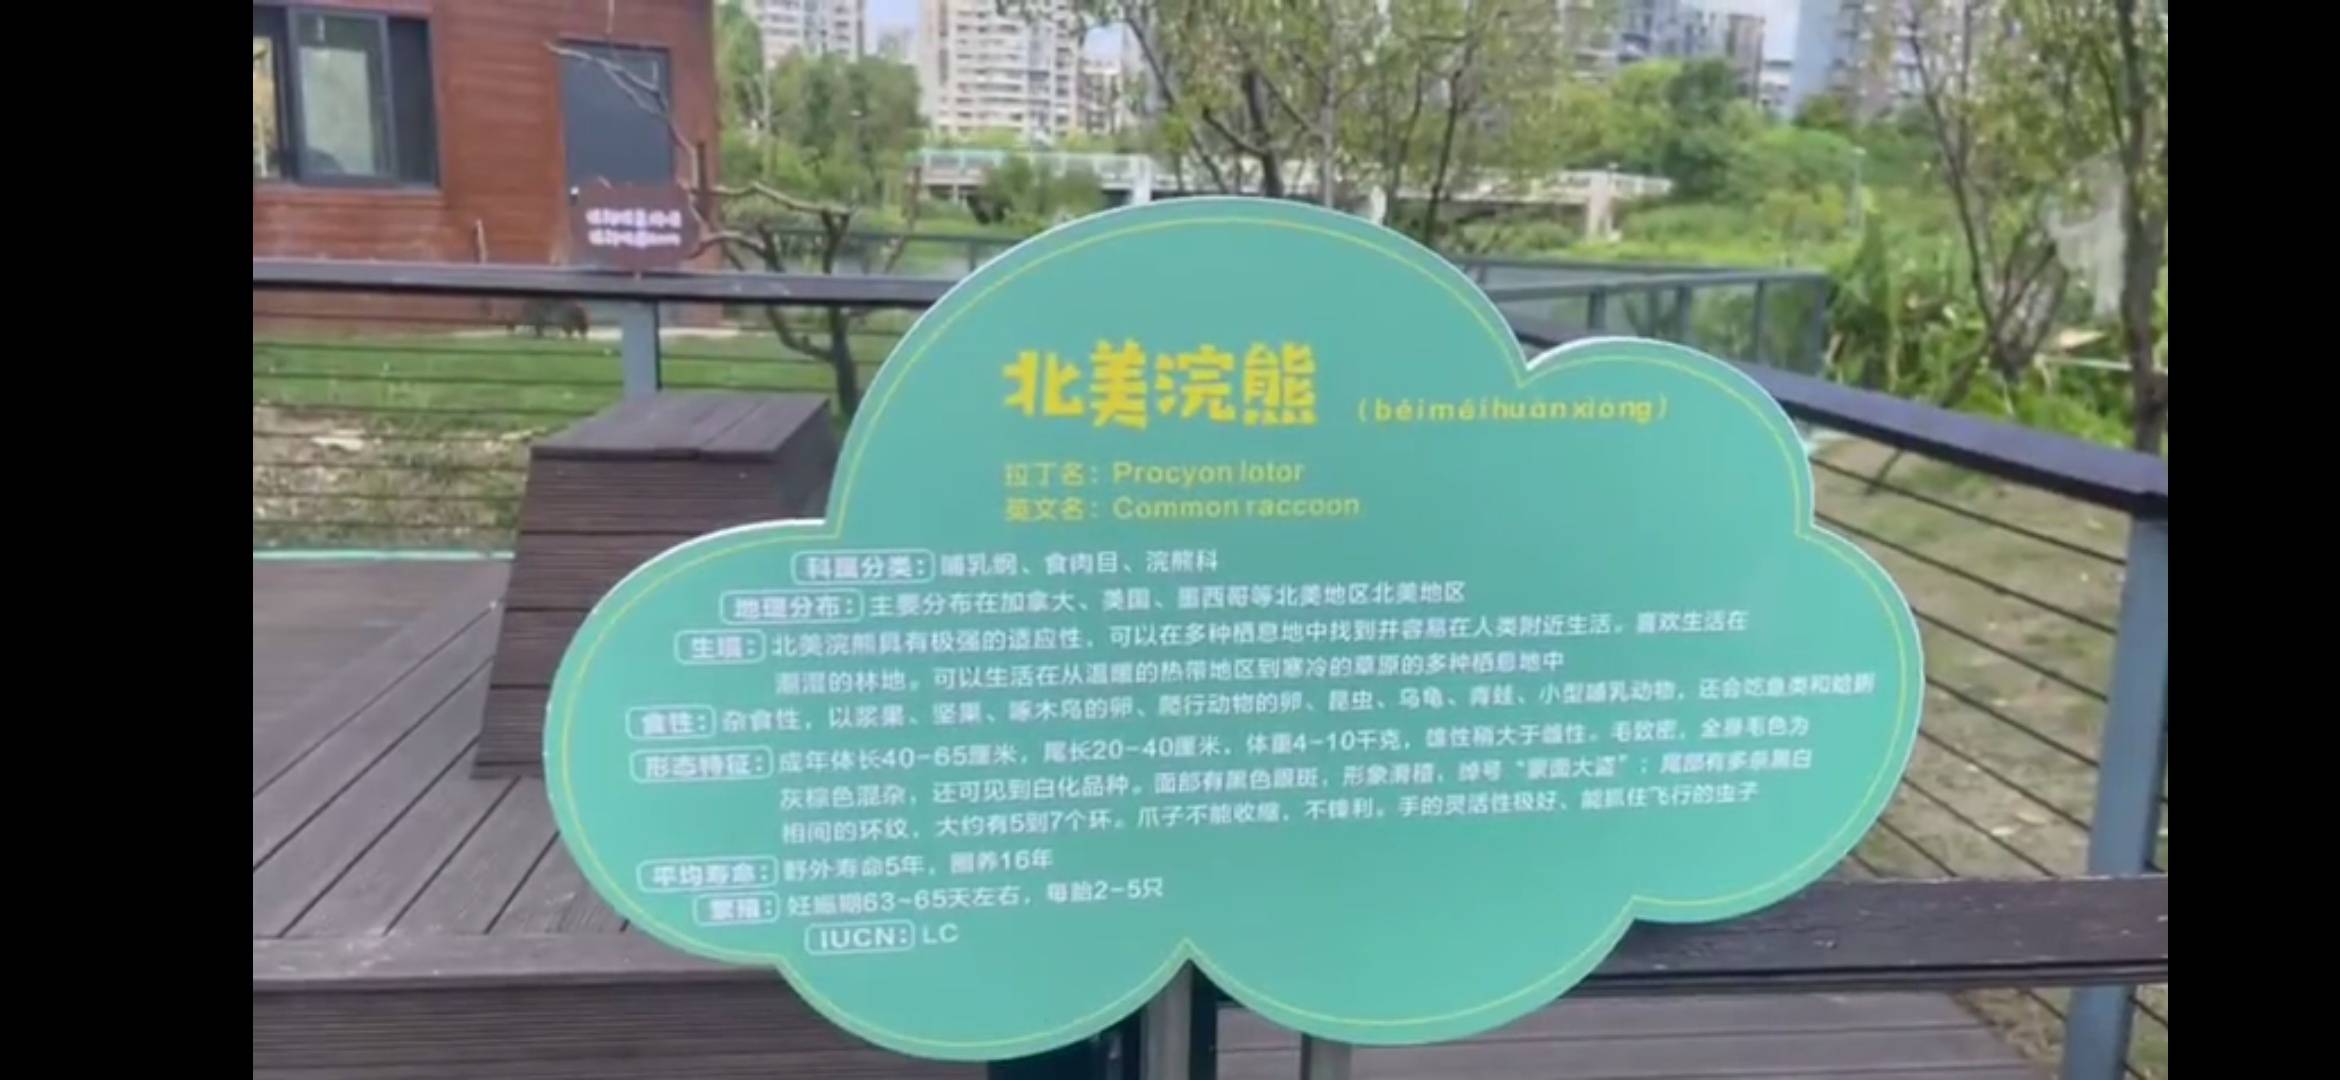 北美浣熊 (běiměihuànxióng)
拉丁名：Procyon lotor
英文名：Common raccoon
科属分类：哺乳纲、食肉目、浣熊科
地理分布：主要分布在加拿大、美国、墨西哥等北美地区北美地区
生境：北美浣熊具有极强的适应性，可以在多种栖息地中找到并容易在人类附近生活。喜欢生活在
潮湿的林地。可以生活在从温暖的热带地区到寒冷的草原的多种栖息地中
食性：杂食性，以浆果、坚果、啄木鸟的卵、爬行动物的卵、昆虫、乌龟、青蛙、小型哺乳动物，还会吃鱼类和蛤蜊
形态特征：成年体长40-65厘米，尾长20-40厘米，体重4-10千克，雄性稍大于雌性。毛致密，全身毛色为
灰棕色混杂，还可见到白化品种。面部有黑色眼斑，形象滑稽，绰号“蒙面大盗”；尾部有多条黑白
相间的环纹，大约有5到7个环。爪子不能收缩，不锋利。手的灵活性极好、能抓住飞行的虫子
平均寿命：野外寿命5年，圈养16年
繁殖：妊娠期63~65天左右，每胎2-5只
IUCN：LC